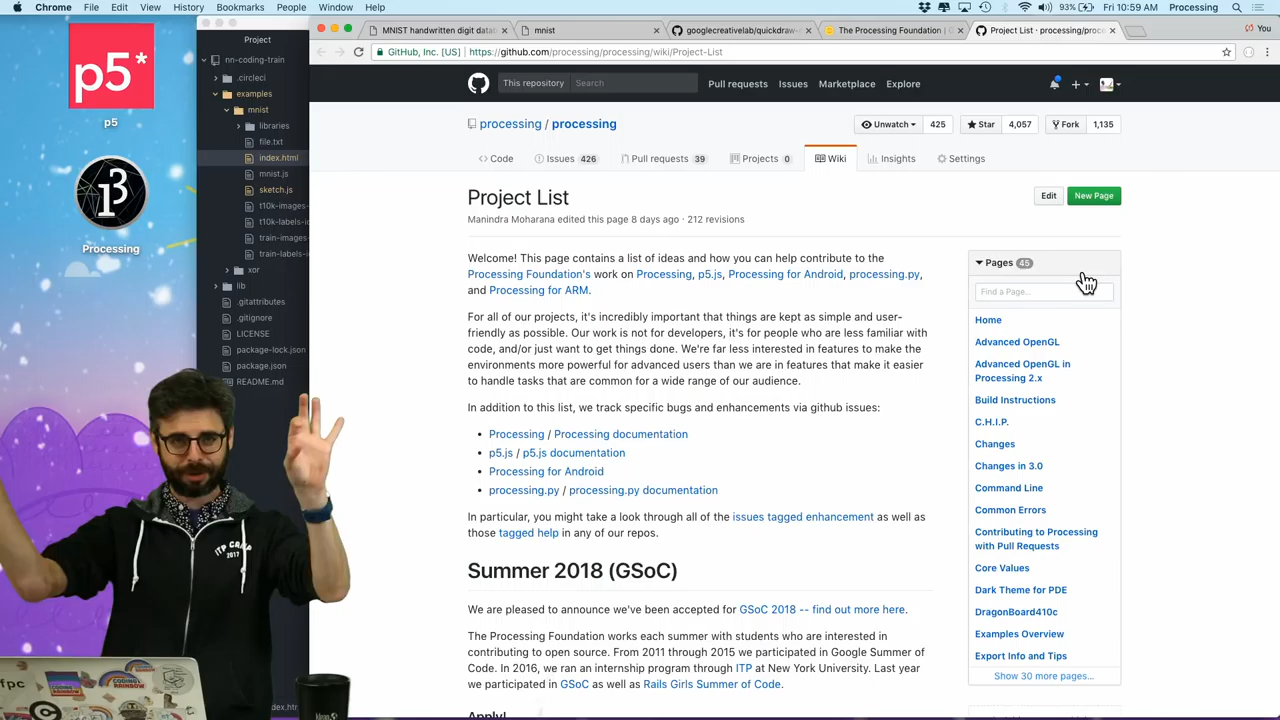 Chrome File Edit View History Bookmarks People Window Help
93% Fri 10:59 AM Processing
MNIST handwritten digit datab
mnist
googlecreativelab/quickdraw-
The Processing Foundation |
Project List · processing/proce
You
GitHub, Inc. [US] | https://github.com/processing/processing/wiki/Project-List
p5*
p5
Processing
Project
nn-coding-train
.circleci
examples
mnist
libraries
file.txt
index.html
mnist.js
sketch.js
t10k-images-
t10k-labels-i
train-images-
train-labels-i
xor
lib
.gitattributes
.gitignore
LICENSE
package-lock.json
package.json
README.md
This repository Search Pull requests Issues Marketplace Explore
processing / processing
Unwatch 425 Star 4,057 Fork 1,135
Code Issues 426 Pull requests 39 Projects 0 Wiki Insights Settings
Project List
Edit New Page
Manindra Moharana edited this page 8 days ago · 212 revisions
Welcome! This page contains a list of ideas and how you can help contribute to the
Processing Foundation's work on Processing, p5.js, Processing for Android, processing.py,
and Processing for ARM.
For all of our projects, it's incredibly important that things are kept as simple and user-
friendly as possible. Our work is not for developers, it's for people who are less familiar with
code, and/or just want to get things done. We're far less interested in features to make the
environments more powerful for advanced users than we are in features that make it easier
to handle tasks that are common for a wide range of our audience.
In addition to this list, we track specific bugs and enhancements via github issues:
• Processing / Processing documentation
• p5.js / p5.js documentation
• Processing for Android
• processing.py / processing.py documentation
In particular, you might take a look through all of the issues tagged enhancement as well as
those tagged help in any of our repos.
Summer 2018 (GSoC)
We are pleased to announce we've been accepted for GSoC 2018 -- find out more here.
The Processing Foundation works each summer with students who are interested in
contributing to open source. From 2011 through 2015 we participated in Google Summer of
Code. In 2016, we ran an internship program through ITP at New York University. Last year
we participated in GSoC as well as Rails Girls Summer of Code.
Apply!
Pages 45
Find a Page...
Home
Advanced OpenGL
Advanced OpenGL in
Processing 2.x
Build Instructions
C.H.I.P.
Changes
Changes in 3.0
Command Line
Common Errors
Contributing to Processing
with Pull Requests
Core Values
Dark Theme for PDE
DragonBoard410c
Examples Overview
Export Info and Tips
Show 30 more pages...
ITP CAMP
2017
fpc
CODING
RAINBOW
index.ht